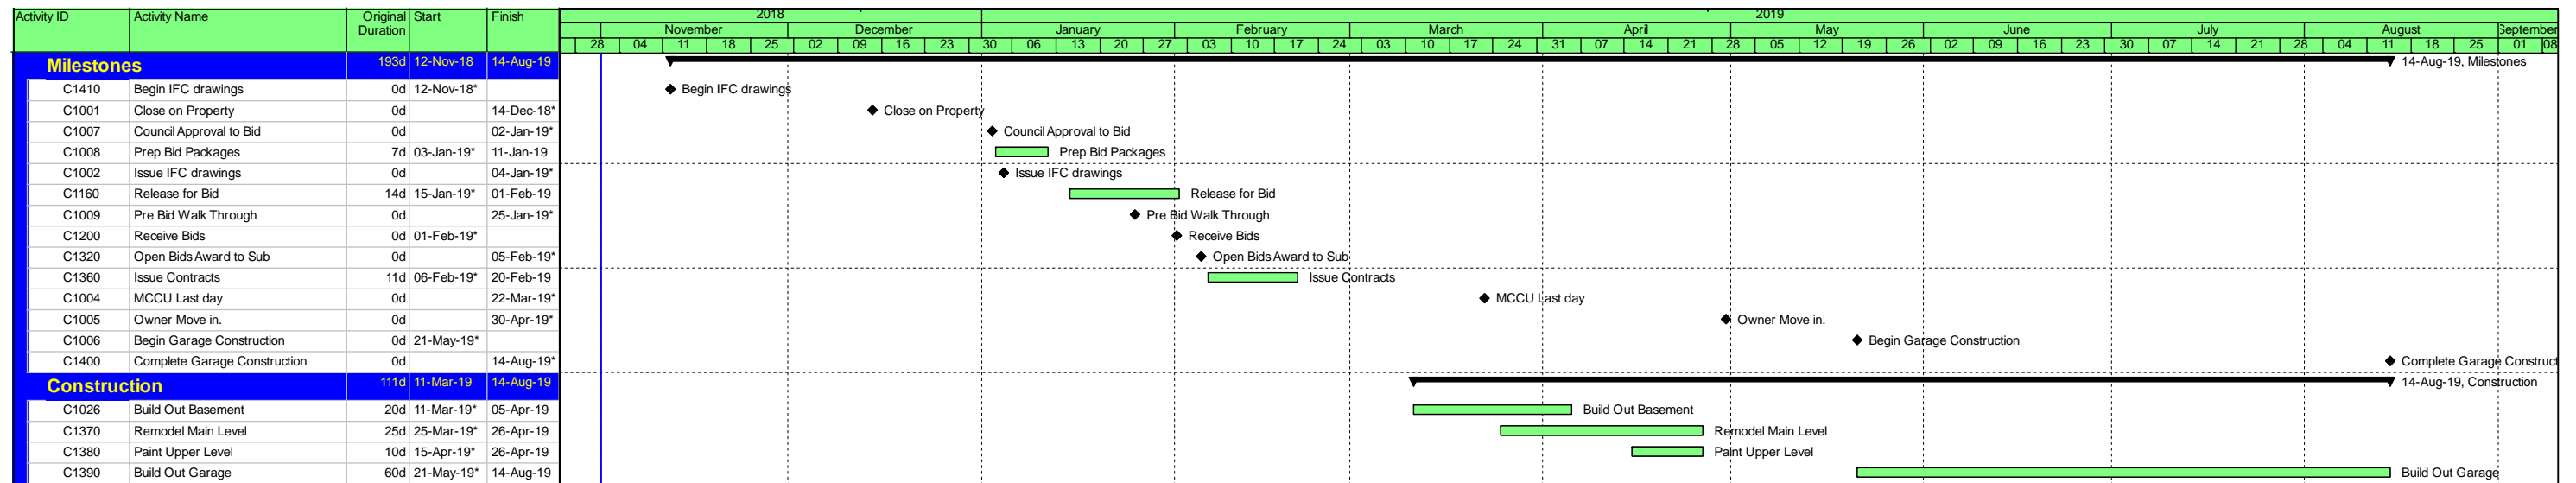 Activity ID Activity Name Original Duration Start Finish 2018 2019
November December January February March April May June July August September
28 04 11 18 25 02 09 16 23 30 06 13 20 27 03 10 17 24 03 10 17 24 31 07 14 21 28 05 12 19 26 02 09 16 23 30 07 14 21 28 04 11 18 25 01 08
Milestones 193d 12-Nov-18 14-Aug-19 14-Aug-19, Milestones
C1410 Begin IFC drawings 0d 12-Nov-18* Begin IFC drawings
C1001 Close on Property 0d 14-Dec-18* Close on Property
C1007 Council Approval to Bid 0d 02-Jan-19* Council Approval to Bid
C1008 Prep Bid Packages 7d 03-Jan-19* 11-Jan-19 Prep Bid Packages
C1002 Issue IFC drawings 0d 04-Jan-19* Issue IFC drawings
C1160 Release for Bid 14d 15-Jan-19* 01-Feb-19 Release for Bid
C1009 Pre Bid Walk Through 0d 25-Jan-19* Pre Bid Walk Through
C1200 Receive Bids 0d 01-Feb-19* Receive Bids
C1320 Open Bids Award to Sub 0d 05-Feb-19* Open Bids Award to Sub
C1360 Issue Contracts 11d 06-Feb-19* 20-Feb-19 Issue Contracts
C1004 MCCU Last day 0d 22-Mar-19* MCCU Last day
C1005 Owner Move in. 0d 30-Apr-19* Owner Move in.
C1006 Begin Garage Construction 0d 21-May-19* Begin Garage Construction
C1400 Complete Garage Construction 0d 14-Aug-19* Complete Garage Construct
Construction 111d 11-Mar-19 14-Aug-19 14-Aug-19, Construction
C1026 Build Out Basement 20d 11-Mar-19* 05-Apr-19 Build Out Basement
C1370 Remodel Main Level 25d 25-Mar-19* 26-Apr-19 Remodel Main Level
C1380 Paint Upper Level 10d 15-Apr-19* 26-Apr-19 Paint Upper Level
C1390 Build Out Garage 60d 21-May-19* 14-Aug-19 Build Out Garage